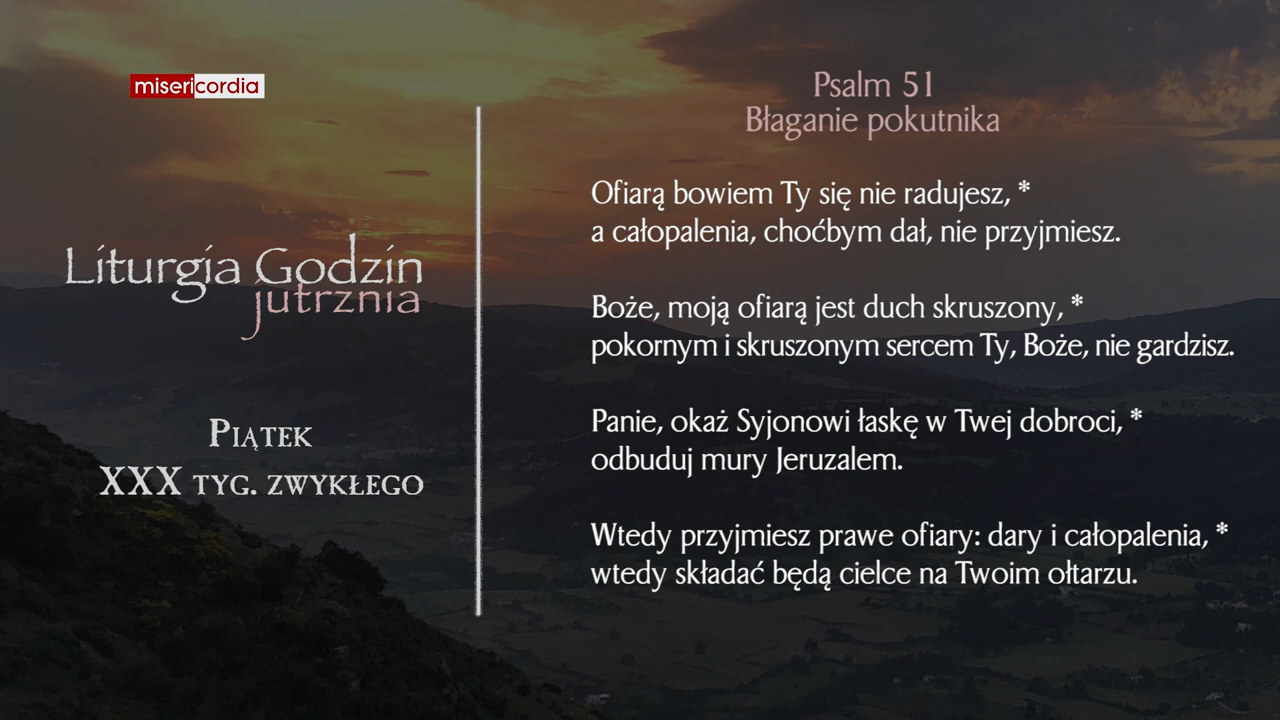 misericordia
Liturgia Godzin
jutrznia
Piątek
XXX tyg. zwykłego
Psalm 51
Błaganie pokutnika
Ofiarą bowiem Ty się nie radujesz, *
a całopalenia, choćbym dał, nie przyjmiesz.
Boże, moją ofiarą jest duch skruszony, *
pokornym i skruszonym sercem Ty, Boże, nie gardzisz.
Panie, okaż Syjonowi łaskę w Twej dobroci, *
odbuduj mury Jeruzalem.
Wtedy przyjmiesz prawe ofiary: dary i całopalenia, *
wtedy składać będą cielce na Twoim ołtarzu.